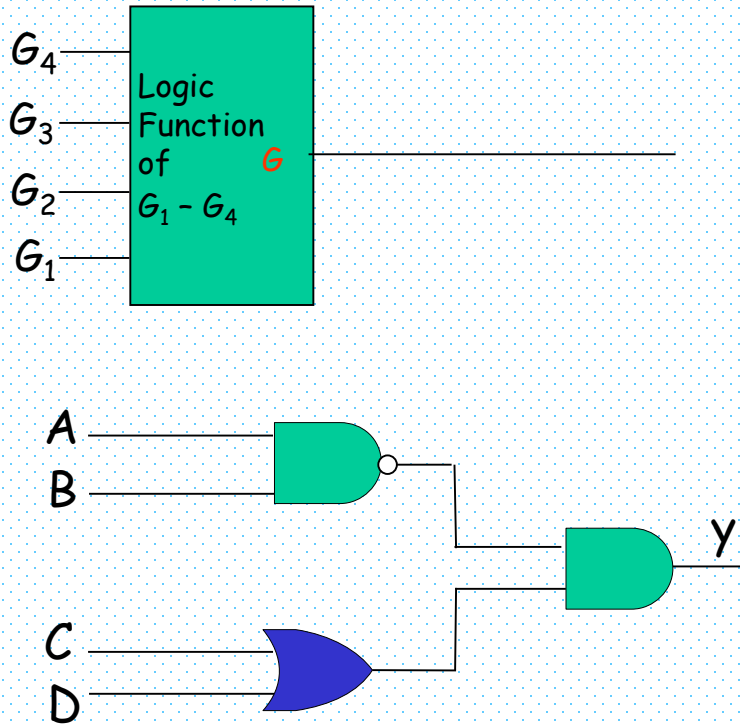 G₄
Logic
G₃
Function
of G
G₂
G₁ – G₄
G₁
A
B
Y
C
D